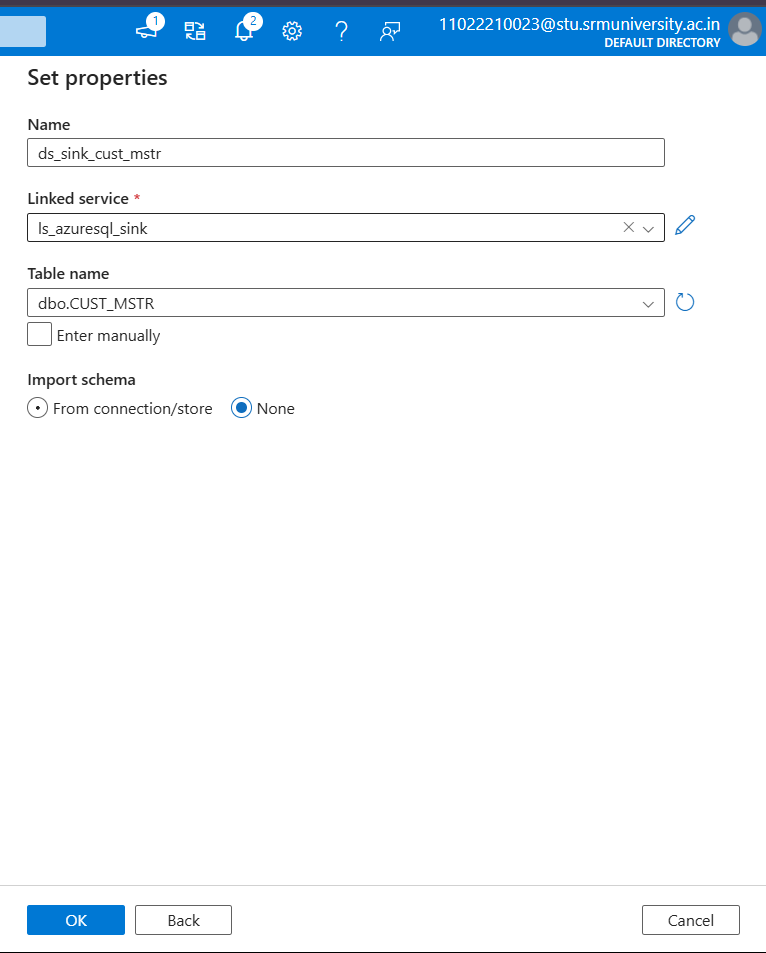 1
2
?
11022210023@stu.srmuniversity.ac.in
DEFAULT DIRECTORY
Set properties
Name
ds_sink_cust_mstr
Linked service *
ls_azuresql_sink
Table name
dbo.CUST_MSTR
Enter manually
Import schema
From connection/store None
OK Back Cancel